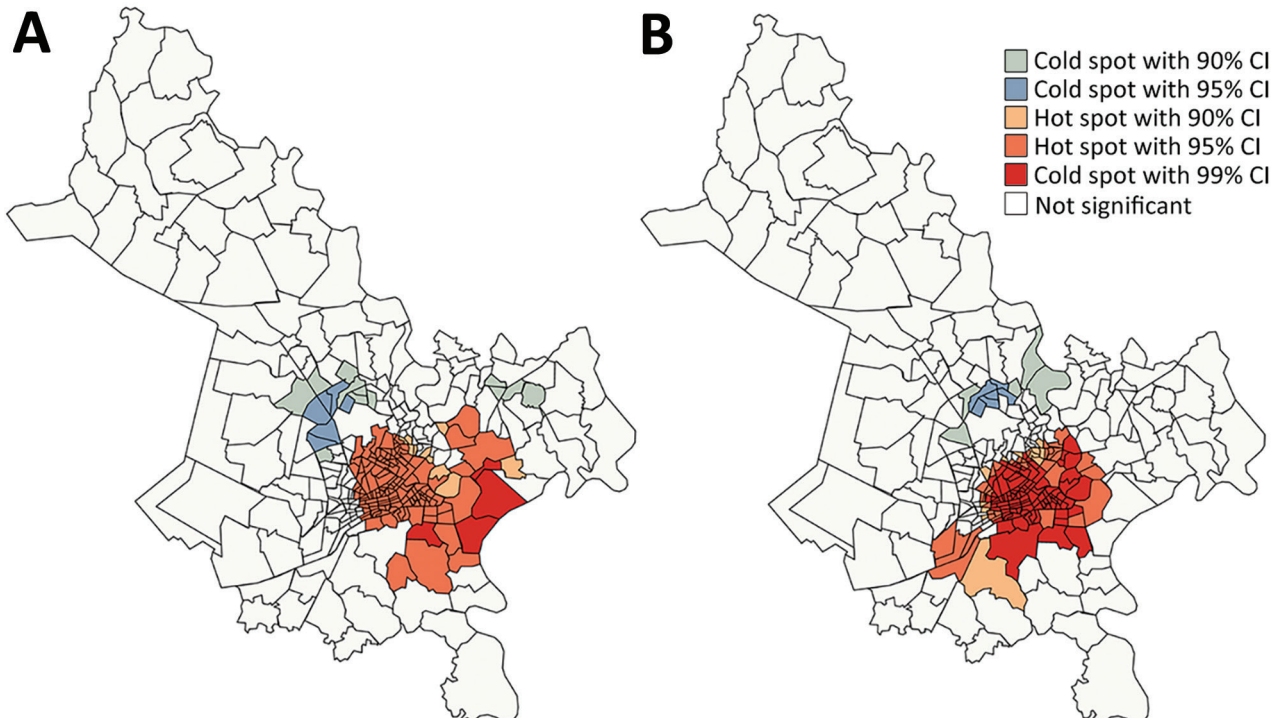 A
B
Cold spot with 90% CI
Cold spot with 95% CI
Hot spot with 90% CI
Hot spot with 95% CI
Cold spot with 99% CI
Not significant